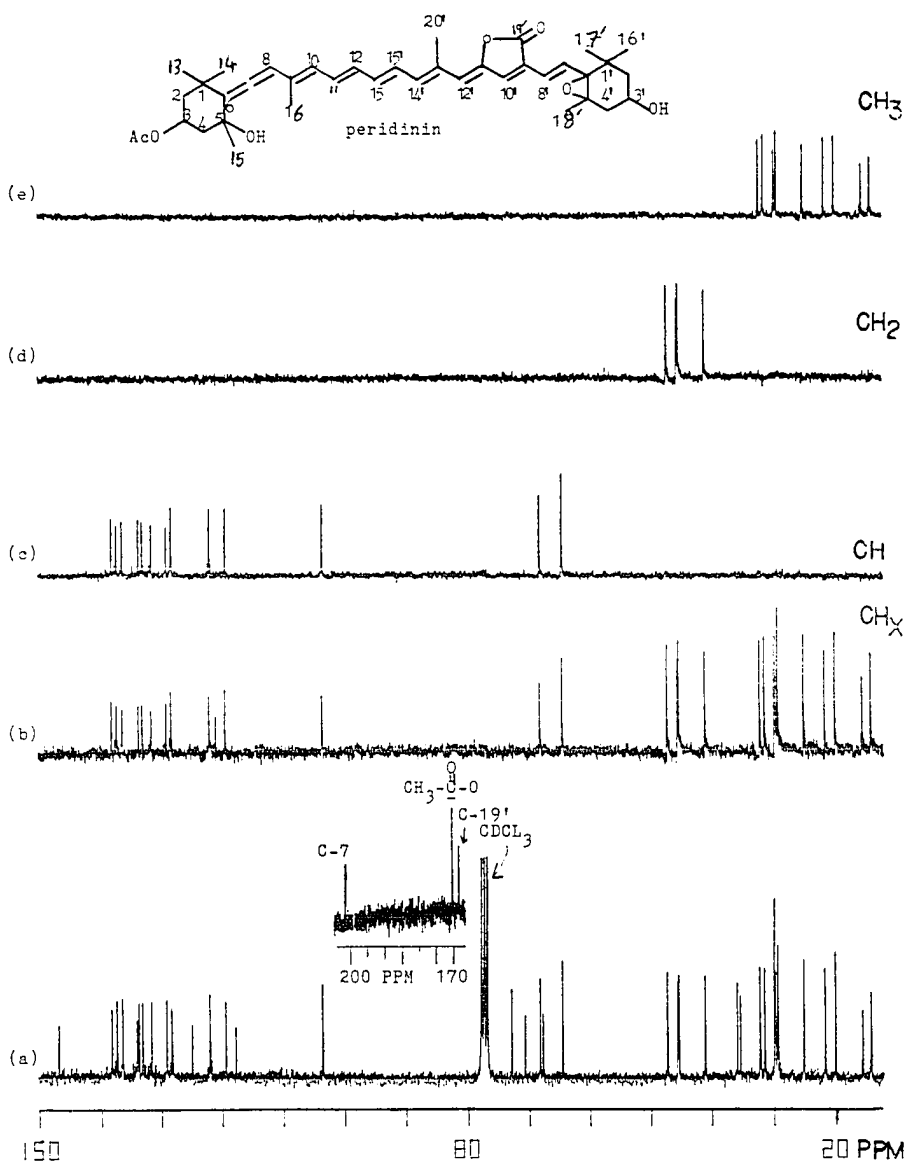 20' 19' O
17' 16'
13 14 8 10 12 15' O O 1'
2 1 6 11 15 14' 12' 10' 8' O 4' 3' OH
3 4 5 OH 16 18'
AcO 15
peridinin
CH3
(e)
CH2
(d)
CH
(c)
CHX
(b)
O
CH3-C-O
C-19'
CDCL3
C-7
200 PPM 170
(a)
150 80 20 PPM